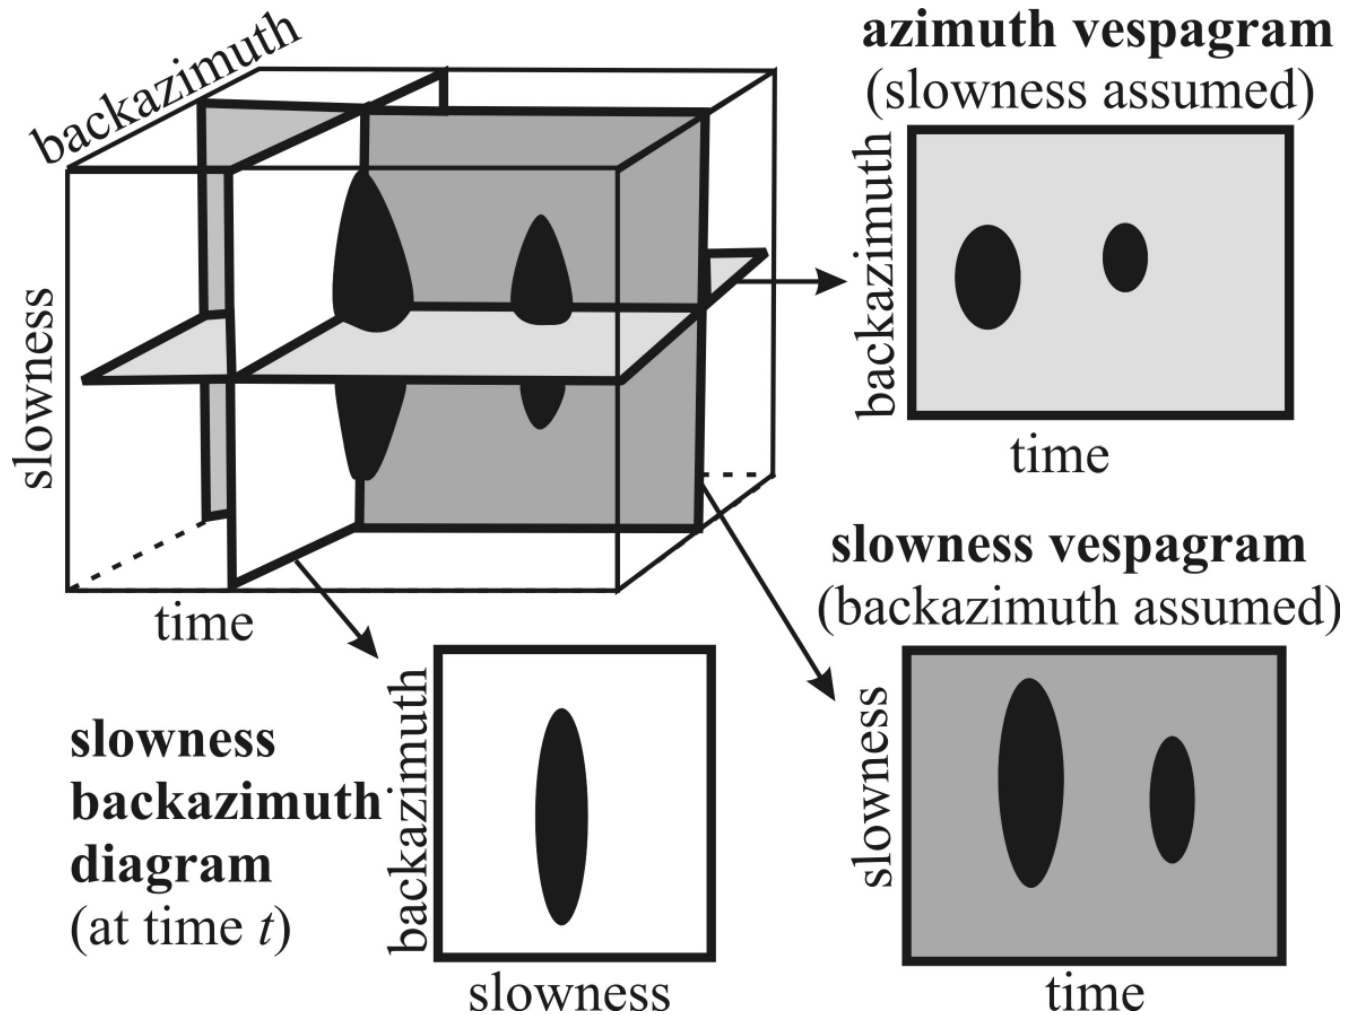 backazimuth
slowness
time
azimuth vespagram
(slowness assumed)
backazimuth
time
slowness vespagram
(backazimuth assumed)
slowness
time
slowness
backazimuth
diagram
(at time t)
backazimuth
slowness